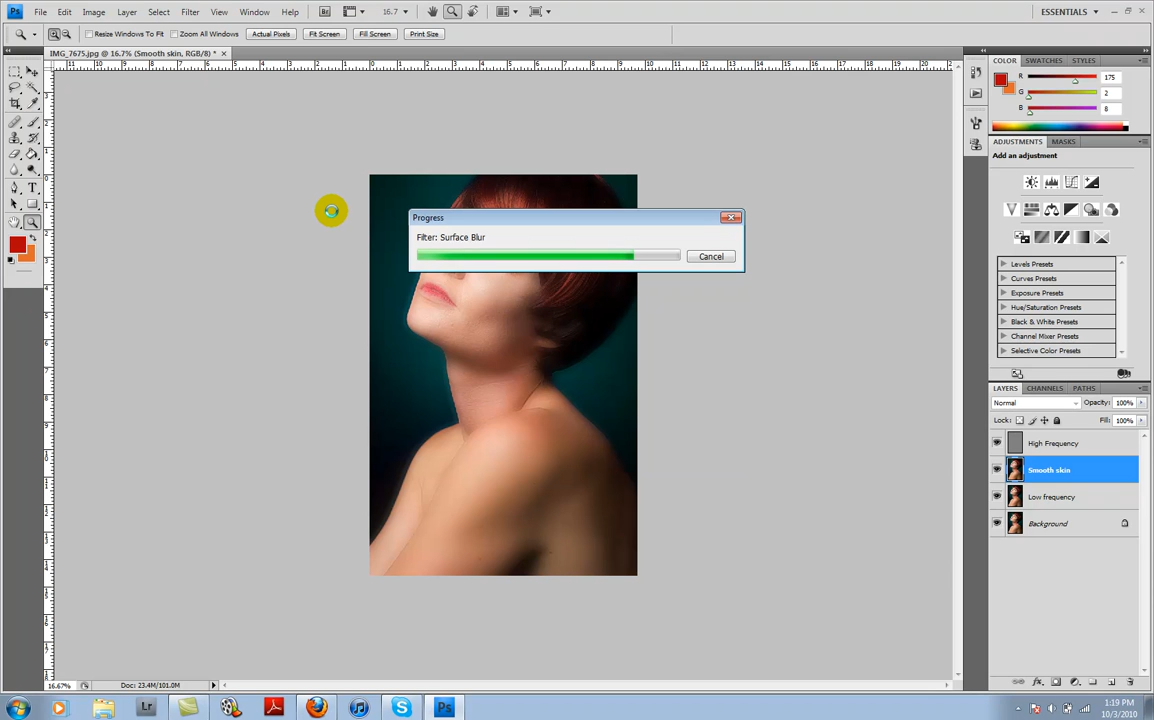 Ps File Edit Image Layer Select Filter View Window Help Br 16.7 ESSENTIALS
Resize Windows To Fit Zoom All Windows Actual Pixels Fit Screen Fill Screen Print Size
IMG_7675.jpg @ 16.7% (Smooth skin, RGB/8) *
COLOR SWATCHES STYLES
R 175
G 2
B 8
ADJUSTMENTS MASKS
Add an adjustment
Progress
Filter: Surface Blur
Cancel
Levels Presets
Curves Presets
Exposure Presets
Hue/Saturation Presets
Black & White Presets
Channel Mixer Presets
Selective Color Presets
LAYERS CHANNELS PATHS
Normal Opacity: 100%
Lock: Fill: 100%
High Frequency
Smooth skin
Low frequency
Background
16.67% Doc: 23.4M/101.0M
Lr Ps
1:19 PM
10/3/2010